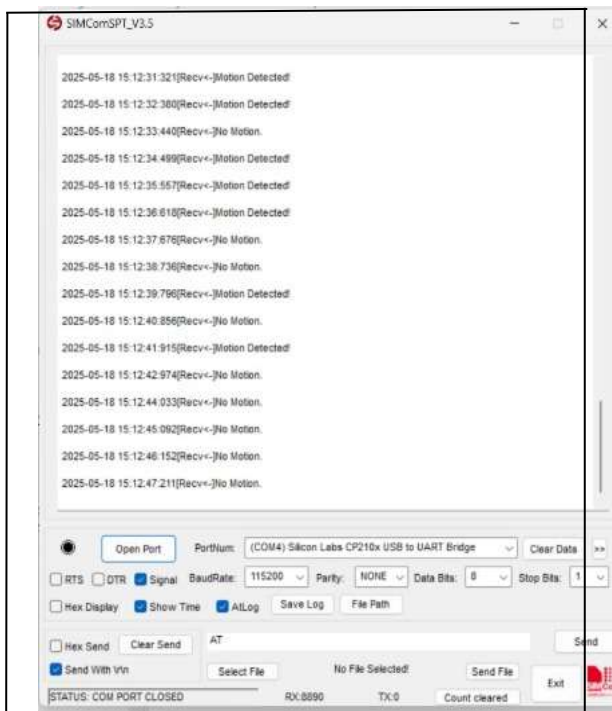 SIMComSPT_V3.5
2025-05-18 15:12:31:321[Recv<-]Motion Detected!
2025-05-18 15:12:32:380[Recv<-]Motion Detected!
2025-05-18 15:12:33:440[Recv<-]No Motion.
2025-05-18 15:12:34:499[Recv<-]Motion Detected!
2025-05-18 15:12:35:557[Recv<-]Motion Detected!
2025-05-18 15:12:36:618[Recv<-]Motion Detected!
2025-05-18 15:12:37:676[Recv<-]No Motion.
2025-05-18 15:12:38:736[Recv<-]No Motion.
2025-05-18 15:12:39:796[Recv<-]Motion Detected!
2025-05-18 15:12:40:856[Recv<-]No Motion.
2025-05-18 15:12:41:915[Recv<-]Motion Detected!
2025-05-18 15:12:42:974[Recv<-]No Motion.
2025-05-18 15:12:44:033[Recv<-]No Motion.
2025-05-18 15:12:45:092[Recv<-]No Motion.
2025-05-18 15:12:46:152[Recv<-]No Motion.
2025-05-18 15:12:47:211[Recv<-]No Motion.
Open Port PortNum: (COM4) Silicon Labs CP210x USB to UART Bridge Clear Data >>
RTS DTR Signal BaudRate: 115200 Parity: NONE Data Bits: 8 Stop Bits: 1
Hex Display Show Time AtLog Save Log File Path
Hex Send Clear Send AT Send
Send With \r\n Select File No File Selected! Send File Exit
STATUS: COM PORT CLOSED RX:8890 TX:0 Count cleared